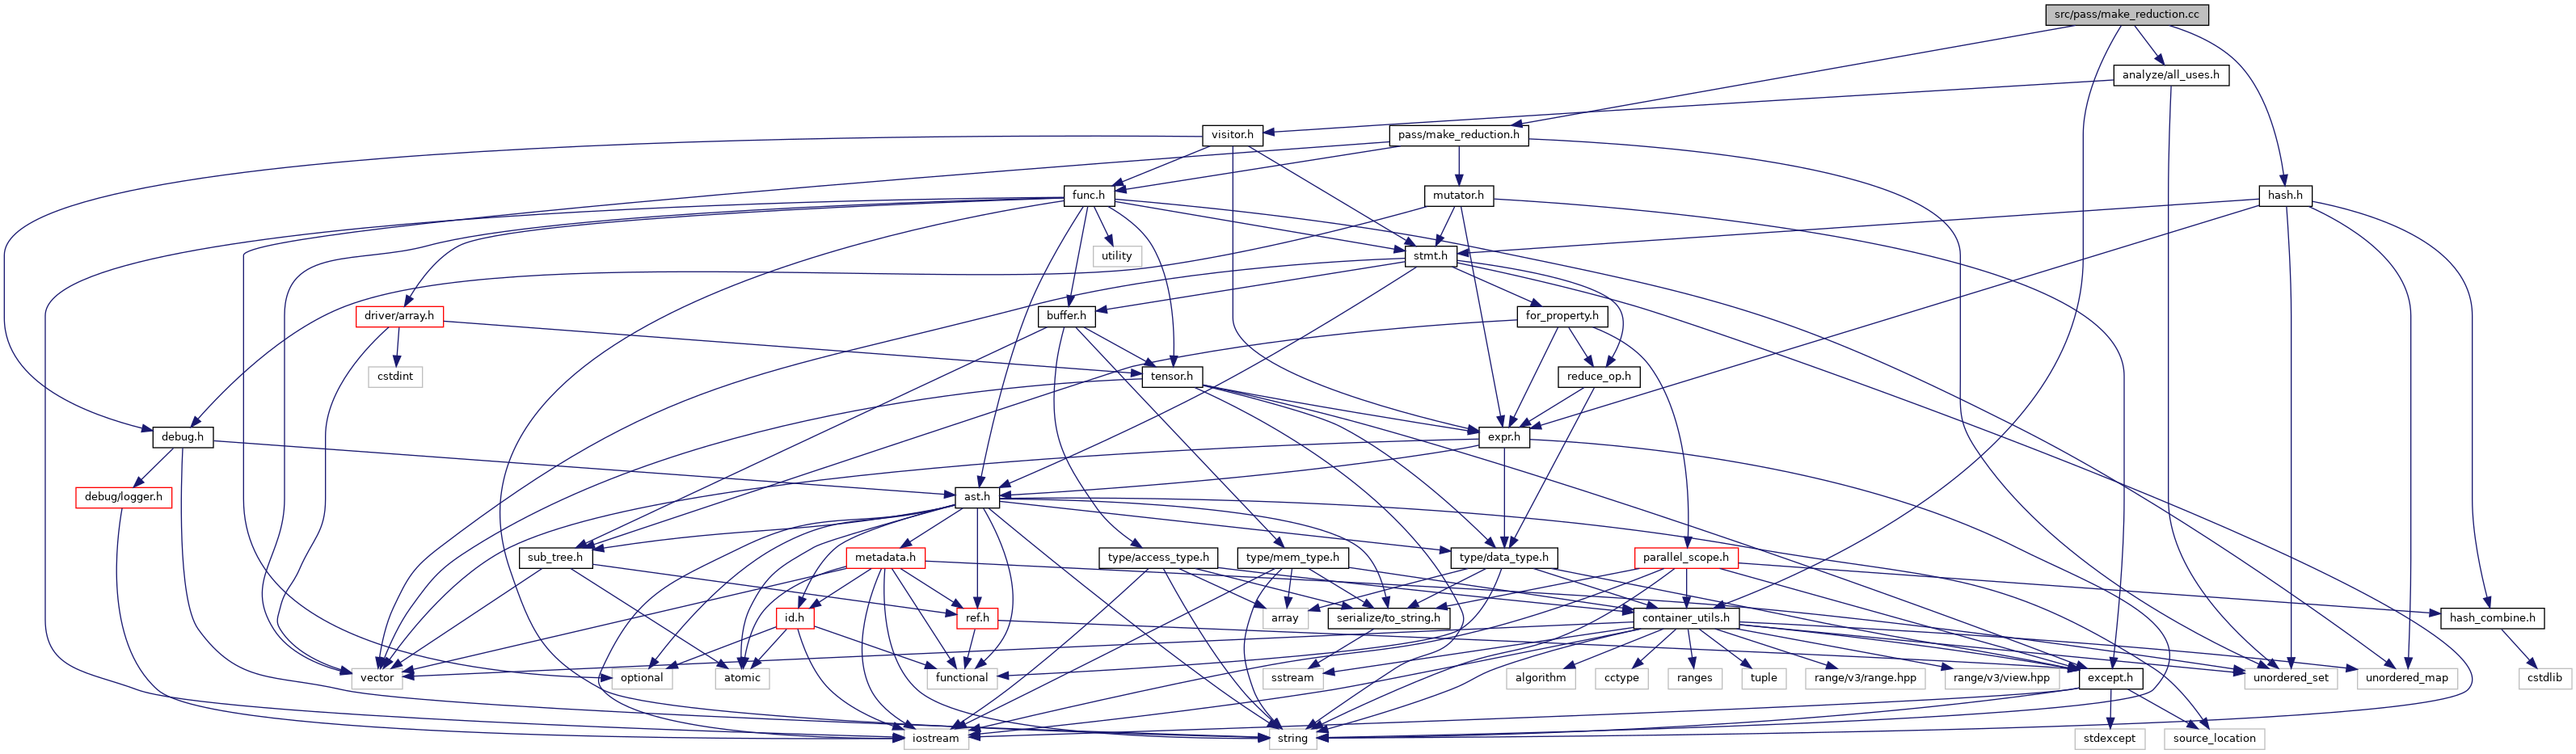 src/pass/make_reduction.cc
analyze/all_uses.h
visitor.h
pass/make_reduction.h
func.h
mutator.h
hash.h
utility
stmt.h
driver/array.h
buffer.h
for_property.h
cstdint
tensor.h
reduce_op.h
debug.h
expr.h
debug/logger.h
ast.h
sub_tree.h
metadata.h
type/access_type.h
type/mem_type.h
type/data_type.h
parallel_scope.h
id.h
ref.h
array
serialize/to_string.h
container_utils.h
hash_combine.h
vector
optional
atomic
functional
sstream
algorithm
cctype
ranges
tuple
range/v3/range.hpp
range/v3/view.hpp
except.h
unordered_set
unordered_map
cstdlib
iostream
string
stdexcept
source_location